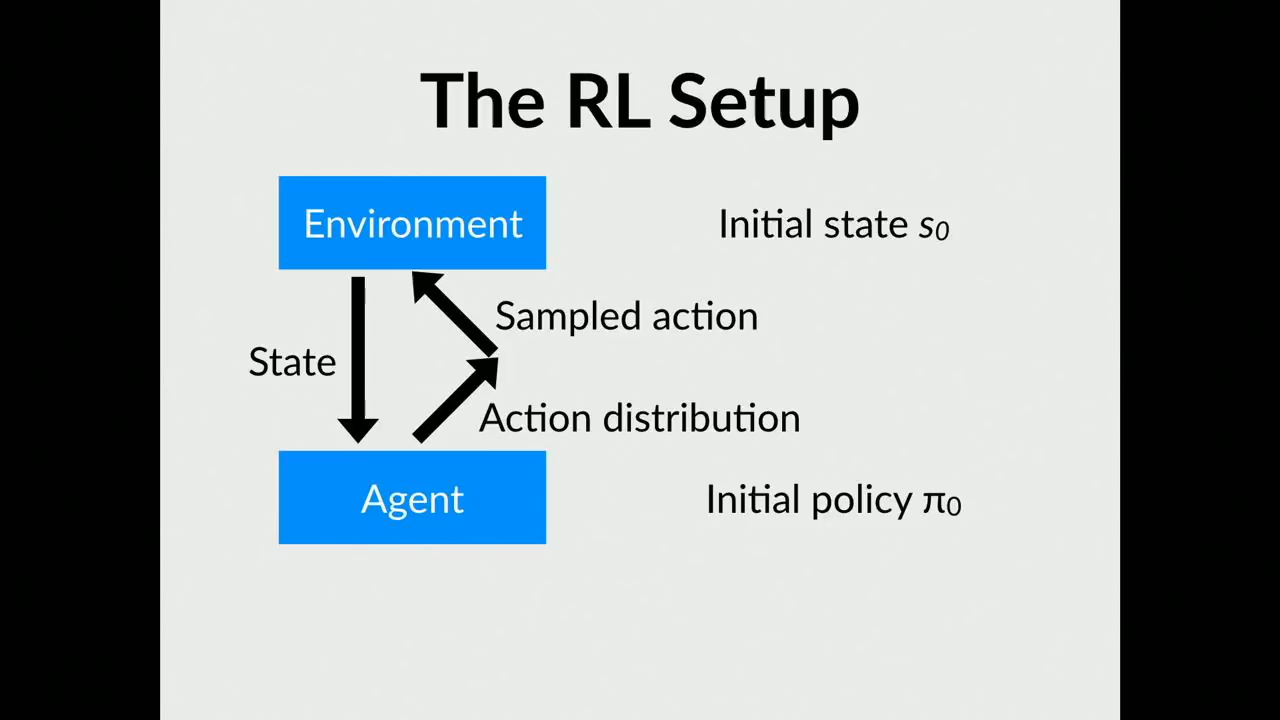 The RL Setup
Environment
Initial state s₀
Sampled action
State
Action distribution
Agent
Initial policy π₀